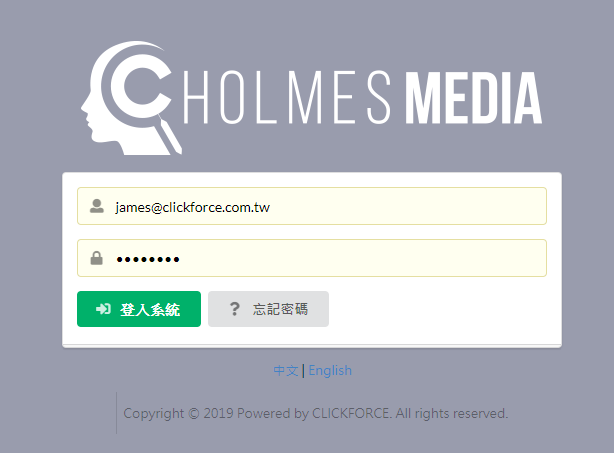 HOLMES MEDIA
james@clickforce.com.tw
••••••••
登入系統 ? 忘記密碼
中文 | English
Copyright © 2019 Powered by CLICKFORCE. All rights reserved.